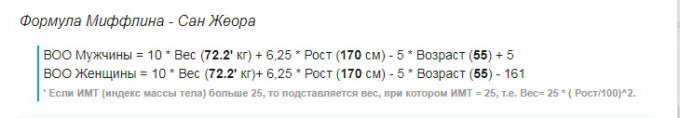 Формула Миффлина - Сан Жеора
ВОО Мужчины = 10 * Вес (72.2' кг) + 6,25 * Рост (170 см) - 5 * Возраст (55) + 5
ВОО Женщины = 10 * Вес (72.2' кг)+ 6,25 * Рост (170 см) - 5 * Возраст (55) - 161
' Если ИМТ (индекс массы тела) больше 25, то подставляется вес, при котором ИМТ = 25, т.е. Вес= 25 * ( Рост/100)^2.